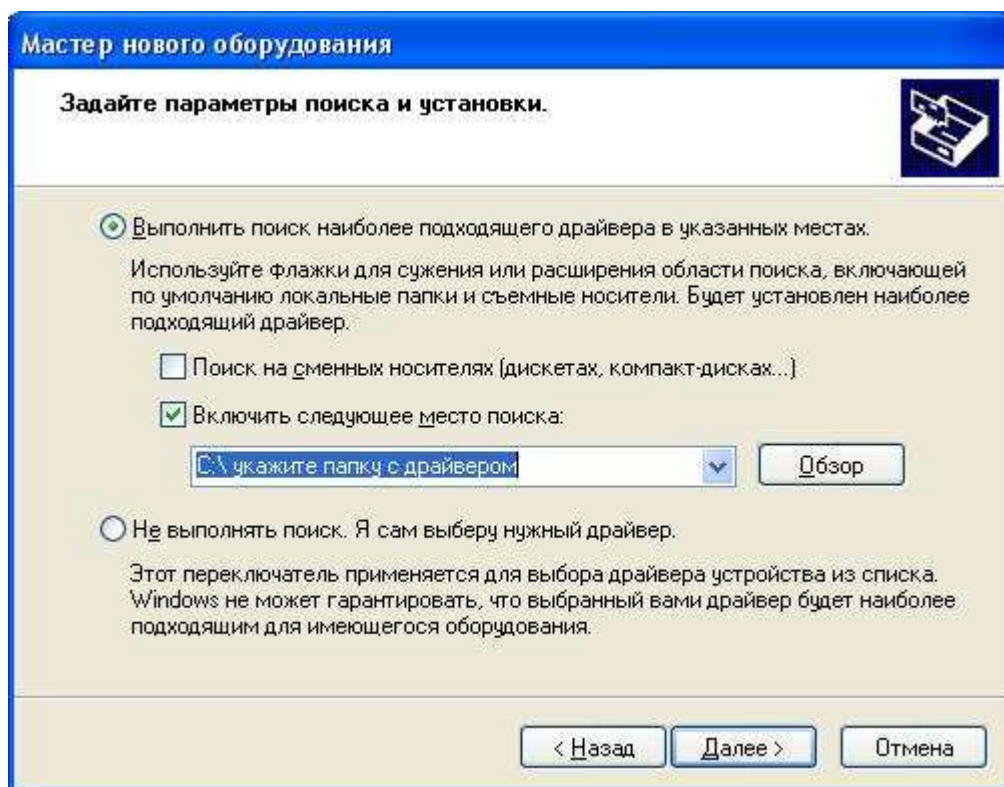 Мастер нового оборудования
Задайте параметры поиска и установки.
Выполнить поиск наиболее подходящего драйвера в указанных местах.
Используйте флажки для сужения или расширения области поиска, включающей
по умолчанию локальные папки и съемные носители. Будет установлен наиболее
подходящий драйвер.
Поиск на сменных носителях (дискетах, компакт-дисках...)
Включить следующее место поиска:
C:\ укажите папку с драйвером
Обзор
Не выполнять поиск. Я сам выберу нужный драйвер.
Этот переключатель применяется для выбора драйвера устройства из списка.
Windows не может гарантировать, что выбранный вами драйвер будет наиболее
подходящим для имеющегося оборудования.
< Назад Далее > Отмена